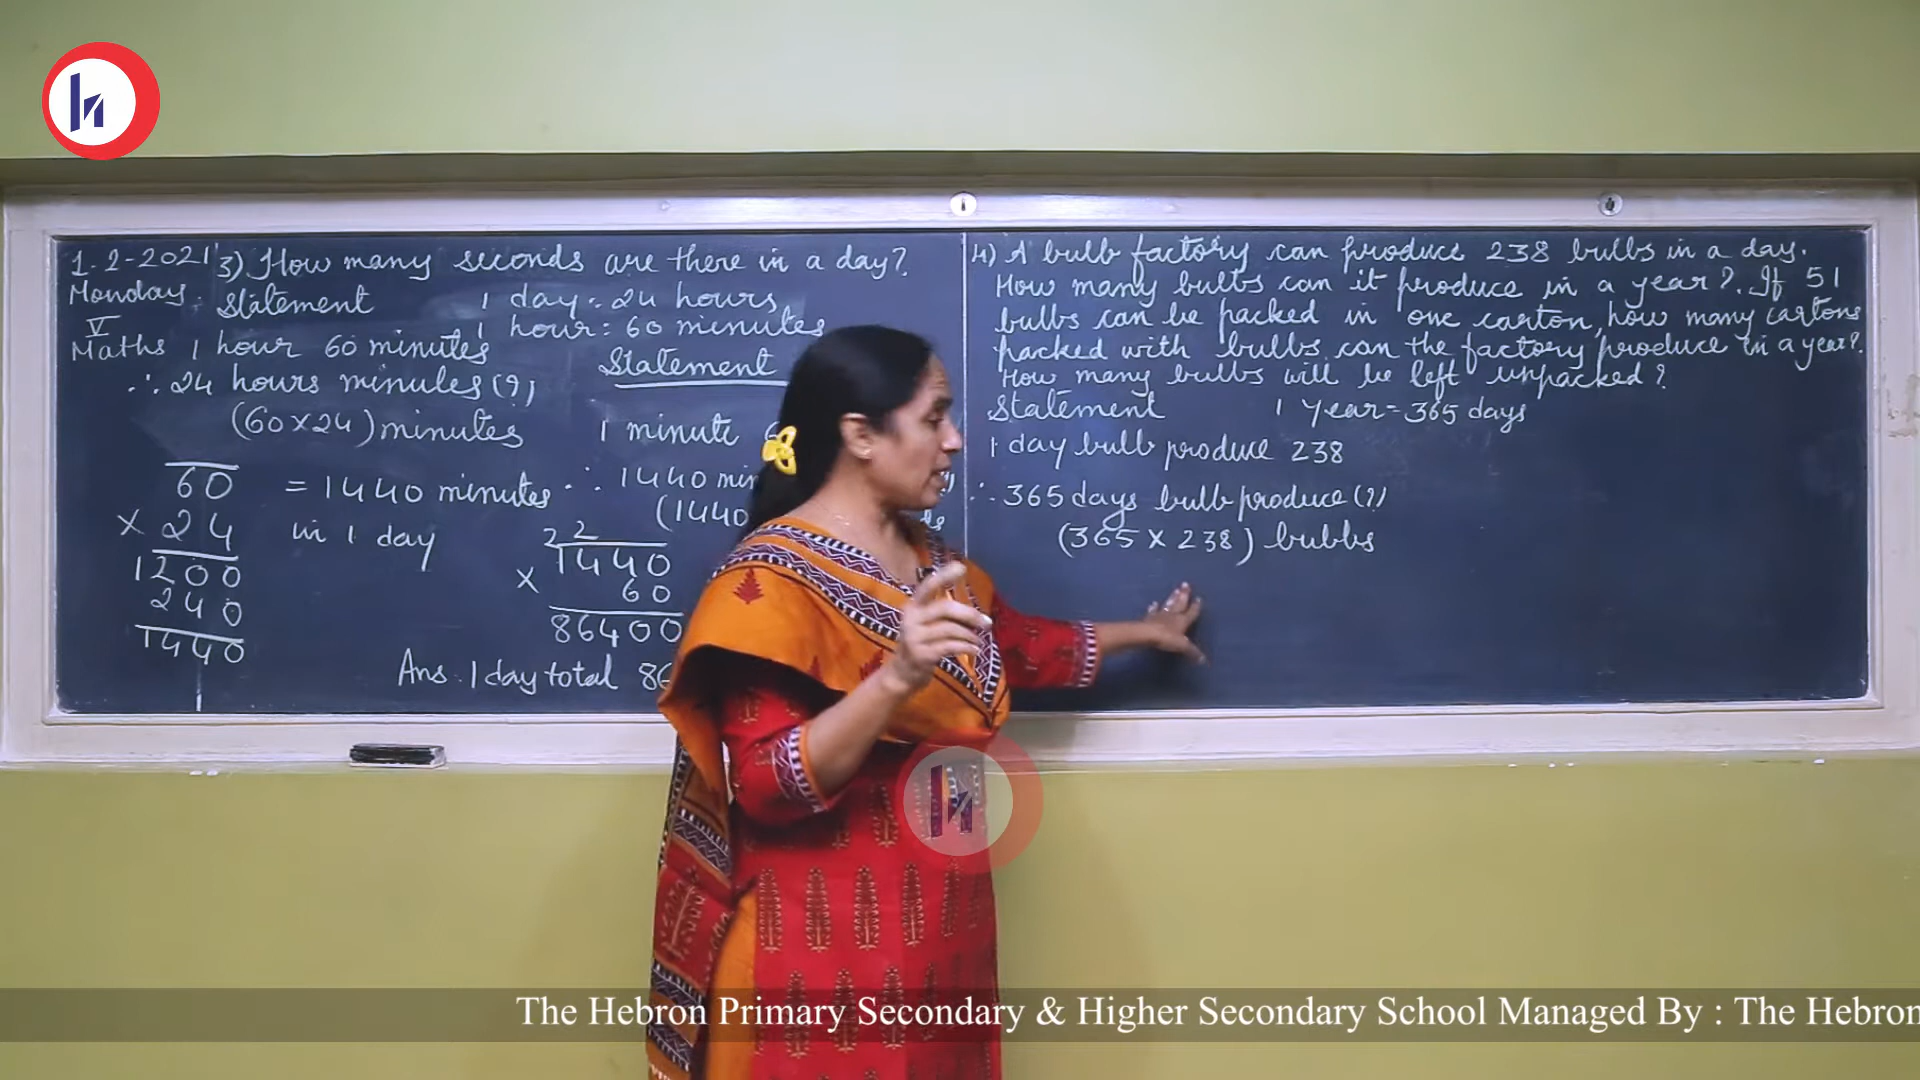 1-2-2021
Monday.
V
Maths
3) How many seconds are there in a day?
Statement
1 day = 24 hours
1 hour = 60 minutes
1 hour 60 minutes
∴ 24 hours minutes (?)
(60 × 24) minutes
60
× 24
1200
240
1440
= 1440 minutes
in 1 day
Statement
1 minute
∴ 1440
(1440
22
1440
× 60
86400
Ans. 1 day total
4) A bulb factory can produce 238 bulbs in a day.
How many bulbs can it produce in a year?. If 51
bulbs can be packed in one carton, how many cartons
packed with bulbs can the factory produce in a year?.
How many bulbs will be left unpacked?
Statement 1 year = 365 days
1 day bulb produce 238
∴ 365 days bulb produce (?)
(365 × 238) bubbs
The Hebron Primary Secondary & Higher Secondary School Managed By : The Hebron